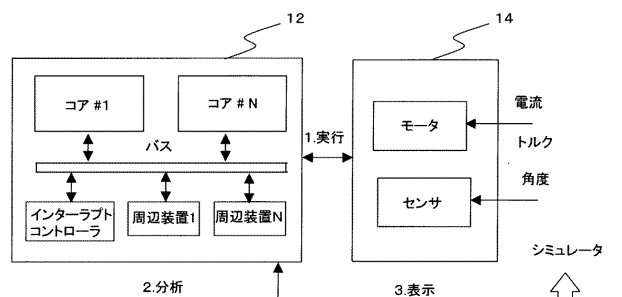 12
14
コア #1
コア # N
バス
1.実行
モータ
電流
トルク
センサ
角度
インターラプト
コントローラ
周辺装置1
周辺装置N
シミュレータ
2.分析
3.表示